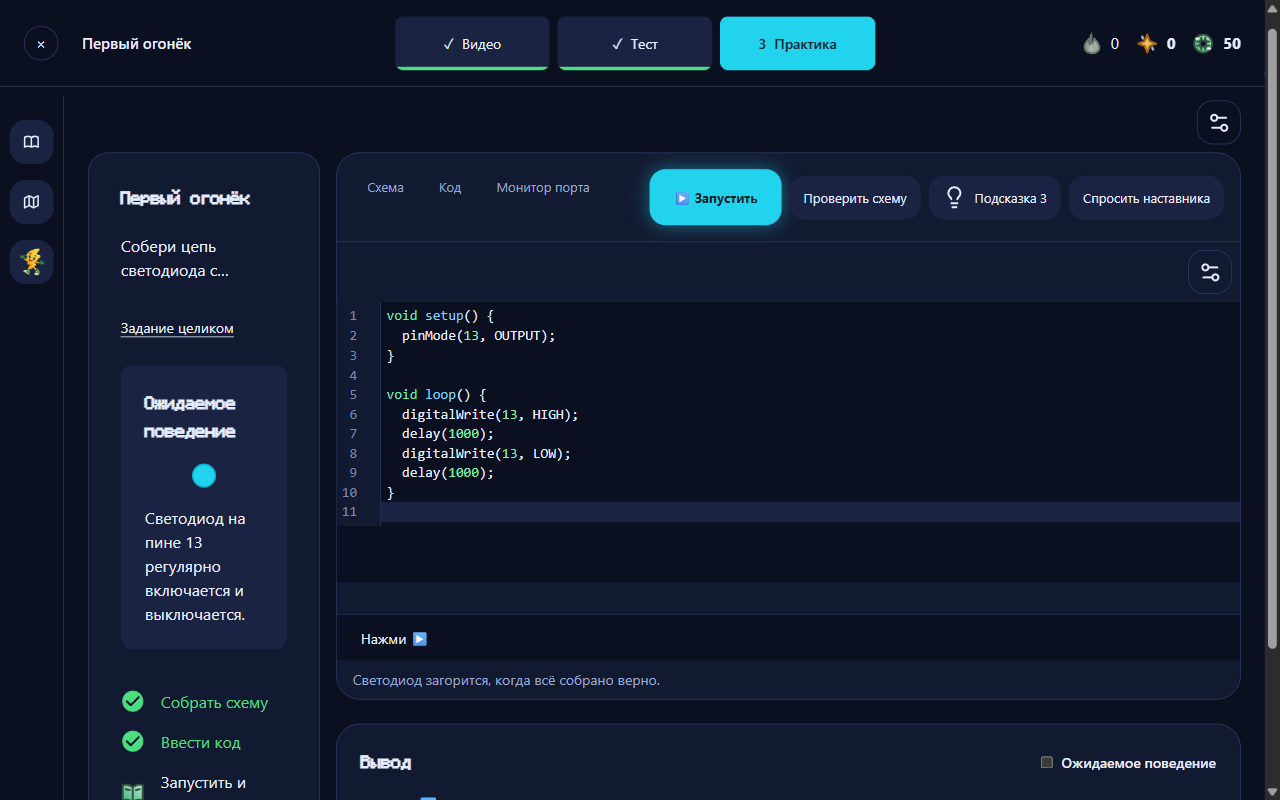 × Первый огонёк ✓ Видео ✓ Тест 3 Практика 0 0 50
Первый огонёк
Собери цепь
светодиода с...
Задание целиком
Ожидаемое
поведение
Светодиод на
пине 13
регулярно
включается и
выключается.
Собрать схему
Ввести код
Запустить и
Схема Код Монитор порта ▶ Запустить Проверить схему Подсказка 3 Спросить наставника
1 void setup() {
2   pinMode(13, OUTPUT);
3 }
4
5 void loop() {
6   digitalWrite(13, HIGH);
7   delay(1000);
8   digitalWrite(13, LOW);
9   delay(1000);
10 }
11
Нажми ▶
Светодиод загорится, когда всё собрано верно.
Вывод Ожидаемое поведение